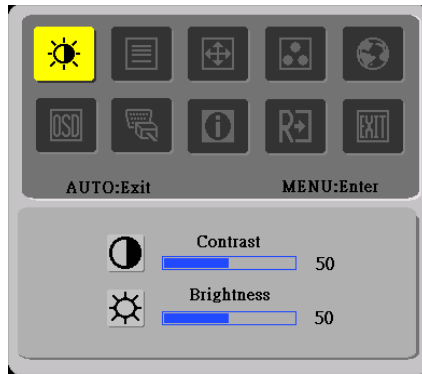 OSD
i
R
EXIT
AUTO:Exit MENU:Enter
Contrast
50
Brightness
50